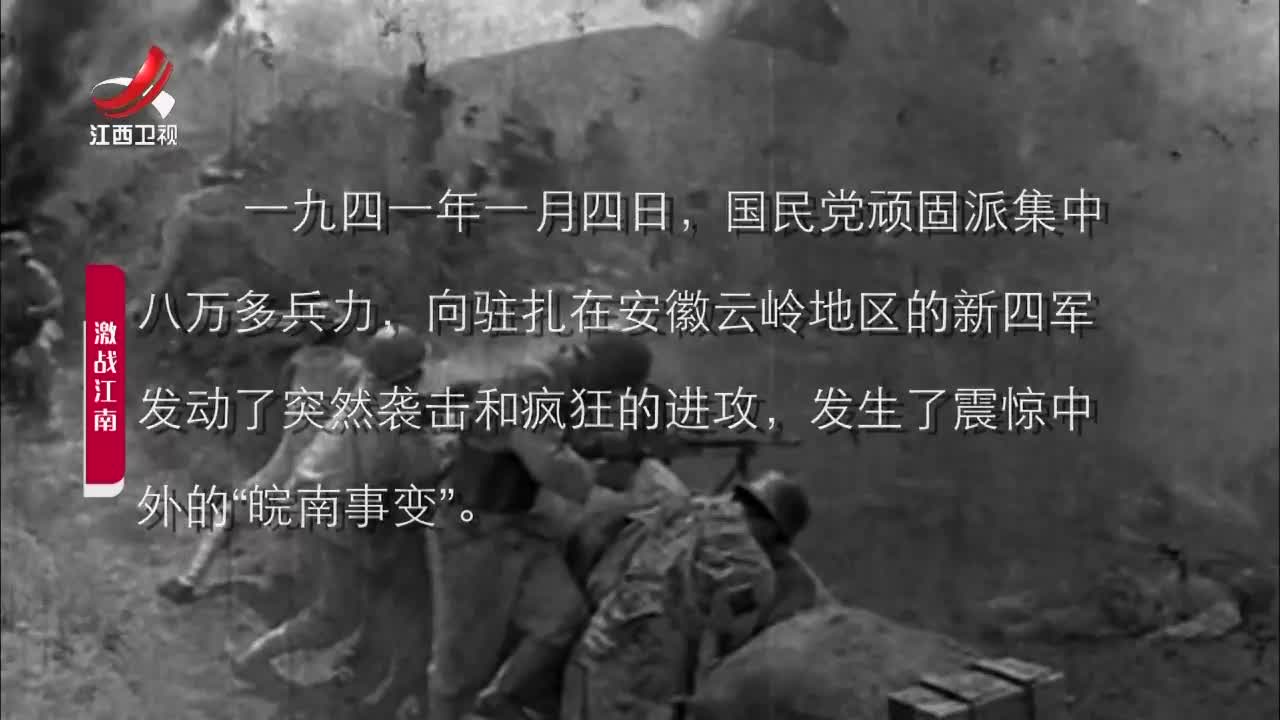 江西卫视
一九四一年一月四日，国民党顽固派集中
八万多兵力，向驻扎在安徽云岭地区的新四军
发动了突然袭击和疯狂的进攻，发生了震惊中
外的“皖南事变”。
激战江南